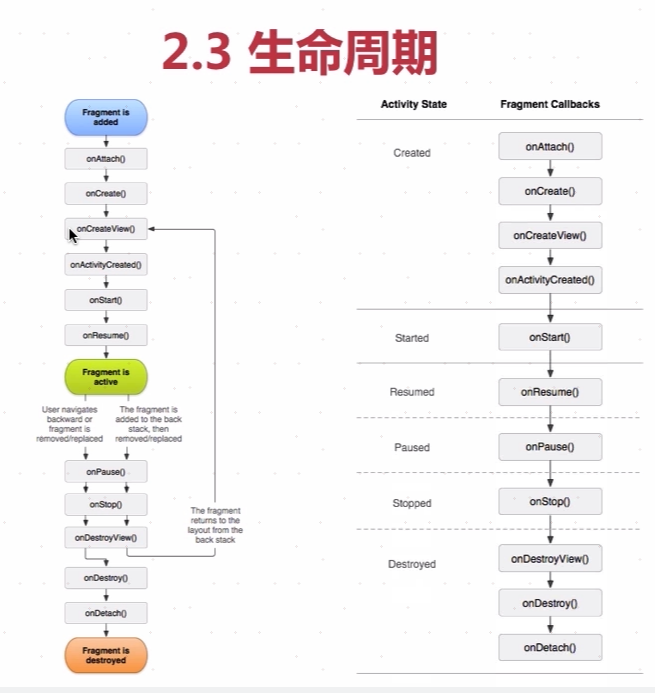 2.3 生命周期
Fragment is
added
onAttach()
onCreate()
onCreateView()
onActivityCreated()
onStart()
onResume()
Fragment is
active
User navigates
backward or
fragment is
removed/replaced
The fragment is
added to the back
stack, then
removed/replaced
onPause()
onStop()
onDestroyView()
The fragment
returns to the
layout from the
back stack
onDestroy()
onDetach()
Fragment is
destroyed
Activity State
Fragment Callbacks
Created
onAttach()
onCreate()
onCreateView()
onActivityCreated()
Started
onStart()
Resumed
onResume()
Paused
onPause()
Stopped
onStop()
Destroyed
onDestroyView()
onDestroy()
onDetach()